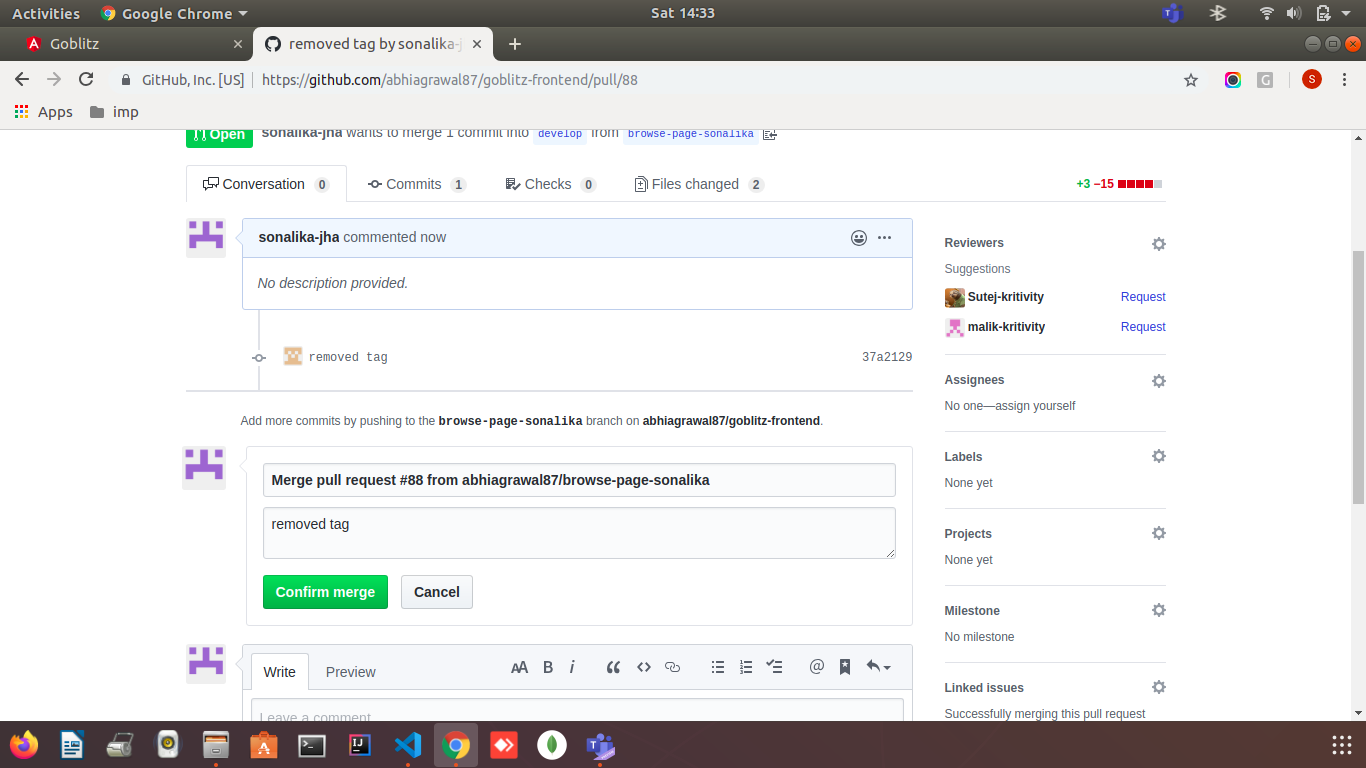 Activities Google Chrome Sat 14:33
Goblitz removed tag by sonalika-j
GitHub, Inc. [US] https://github.com/abhiagrawal87/goblitz-frontend/pull/88 G S
Apps imp
Open sonalika-jha wants to merge 1 commit into develop from browse-page-sonalika
Conversation 0 Commits 1 Checks 0 Files changed 2 +3 −15
sonalika-jha commented now
No description provided.
removed tag 37a2129
Add more commits by pushing to the browse-page-sonalika branch on abhiagrawal87/goblitz-frontend.
Merge pull request #88 from abhiagrawal87/browse-page-sonalika
removed tag
Confirm merge Cancel
Write Preview AA B i “ <> @
Leave a comment
Reviewers
Suggestions
Sutej-kritivity Request
malik-kritivity Request
Assignees
No one—assign yourself
Labels
None yet
Projects
None yet
Milestone
No milestone
Linked issues
Successfully merging this pull request